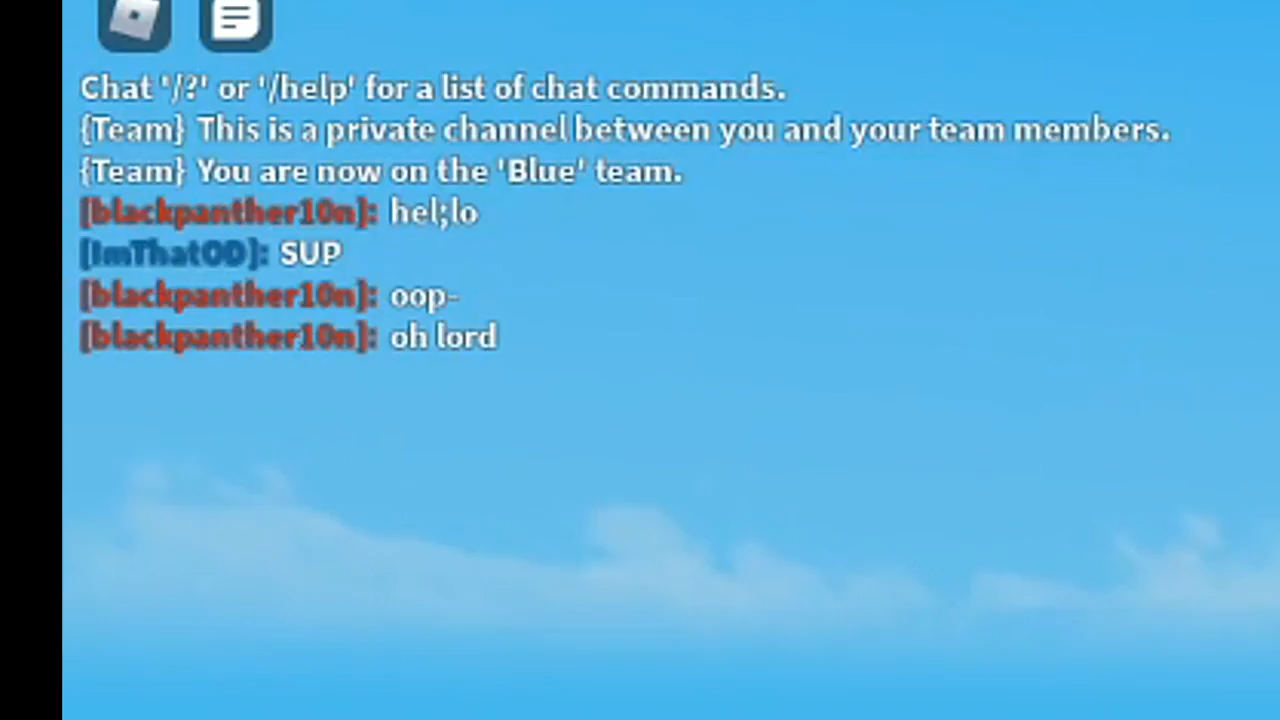 Chat '/?' or '/help' for a list of chat commands.
{Team} This is a private channel between you and your team members.
{Team} You are now on the 'Blue' team.
[blackpanther10n]: hel;lo
[ImThatOD]: SUP
[blackpanther10n]: oop-
[blackpanther10n]: oh lord